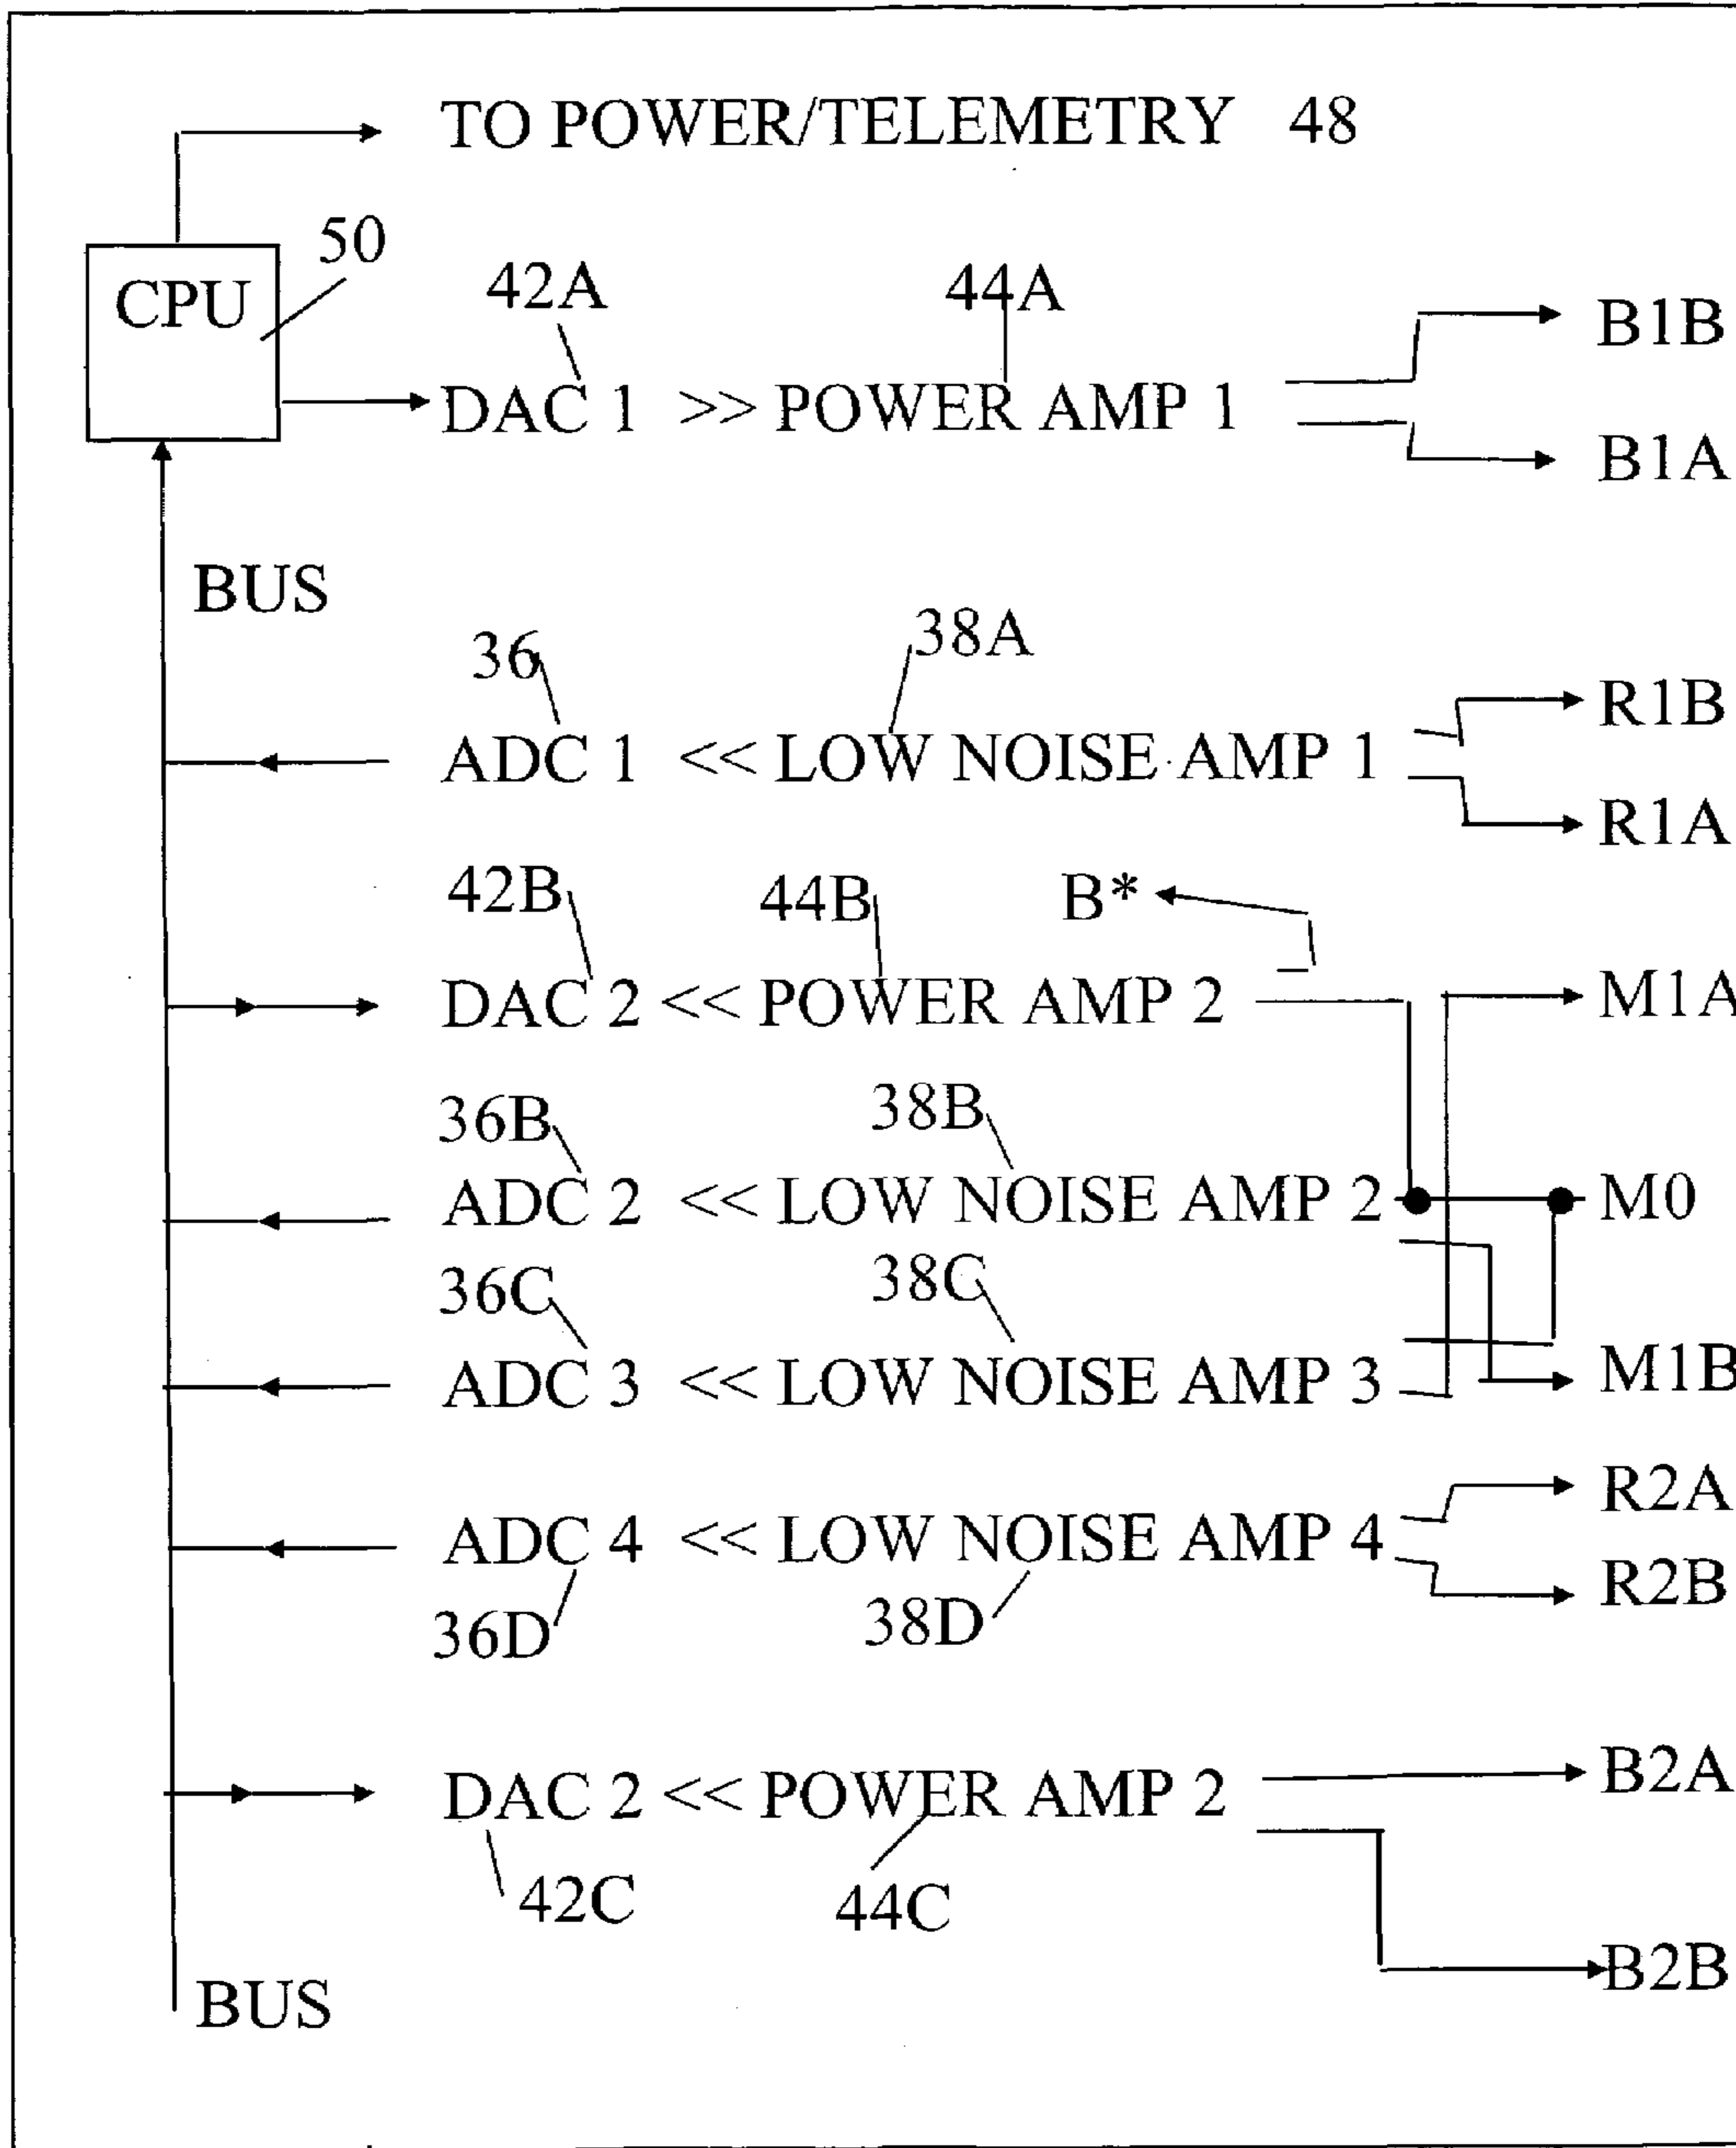 TO POWER/TELEMETRY 48
50
CPU
42A 44A
B1B
DAC 1 >> POWER AMP 1
B1A
BUS
36 38A
R1B
ADC 1 << LOW NOISE AMP 1
R1A
42B 44B B*
DAC 2 << POWER AMP 2 M1A
36B 38B
ADC 2 << LOW NOISE AMP 2 M0
36C 38C
ADC 3 << LOW NOISE AMP 3 M1B
R2A
ADC 4 << LOW NOISE AMP 4
R2B
36D 38D
B2A
DAC 2 << POWER AMP 2
42C 44C
B2B
BUS